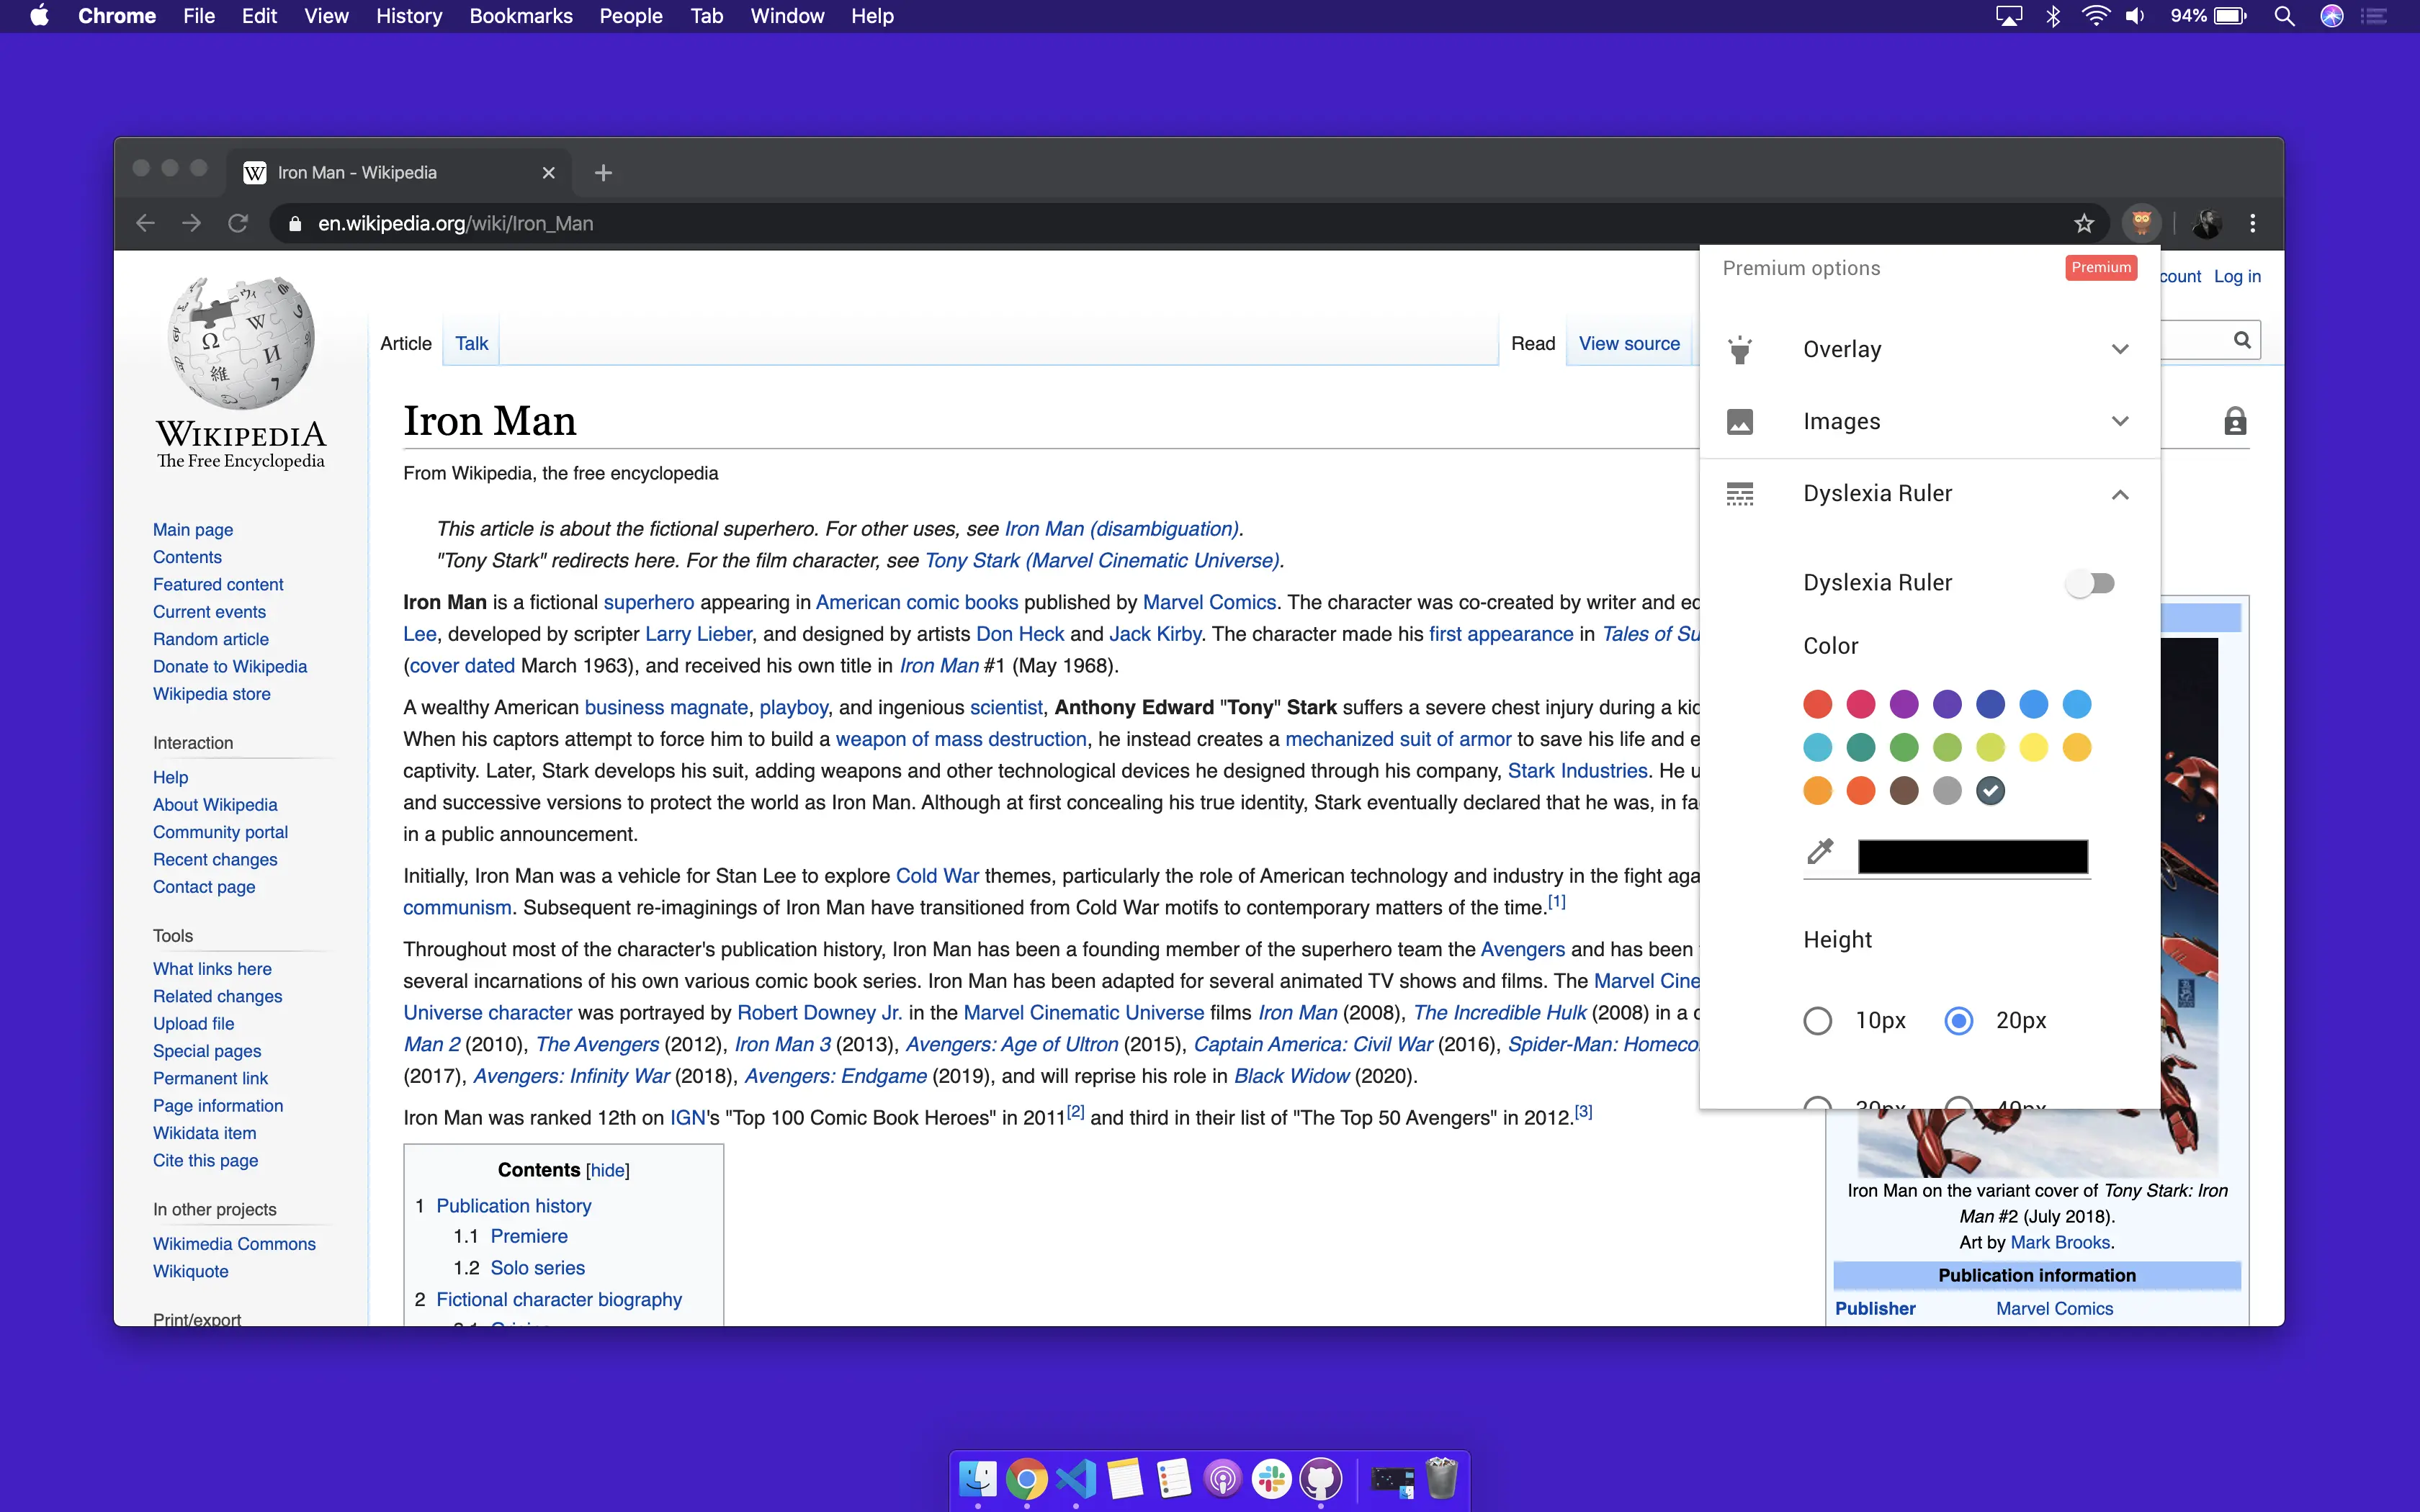 Chrome File Edit View History Bookmarks People Tab Window Help 94%
Iron Man - Wikipedia
en.wikipedia.org/wiki/Iron_Man
WIKIPEDIA
The Free Encyclopedia
Main page
Contents
Featured content
Current events
Random article
Donate to Wikipedia
Wikipedia store
Interaction
Help
About Wikipedia
Community portal
Recent changes
Contact page
Tools
What links here
Related changes
Upload file
Special pages
Permanent link
Page information
Wikidata item
Cite this page
In other projects
Wikimedia Commons
Wikiquote
Print/export
count Log in
Article Talk Read View source
Iron Man
From Wikipedia, the free encyclopedia
This article is about the fictional superhero. For other uses, see Iron Man (disambiguation).
"Tony Stark" redirects here. For the film character, see Tony Stark (Marvel Cinematic Universe).
Iron Man is a fictional superhero appearing in American comic books published by Marvel Comics. The character was co-created by writer and ed
Lee, developed by scripter Larry Lieber, and designed by artists Don Heck and Jack Kirby. The character made his first appearance in Tales of Su
(cover dated March 1963), and received his own title in Iron Man #1 (May 1968).
A wealthy American business magnate, playboy, and ingenious scientist, Anthony Edward "Tony" Stark suffers a severe chest injury during a kid
When his captors attempt to force him to build a weapon of mass destruction, he instead creates a mechanized suit of armor to save his life and e
captivity. Later, Stark develops his suit, adding weapons and other technological devices he designed through his company, Stark Industries. He u
and successive versions to protect the world as Iron Man. Although at first concealing his true identity, Stark eventually declared that he was, in fa
in a public announcement.
Initially, Iron Man was a vehicle for Stan Lee to explore Cold War themes, particularly the role of American technology and industry in the fight aga
communism. Subsequent re-imaginings of Iron Man have transitioned from Cold War motifs to contemporary matters of the time.[1]
Throughout most of the character's publication history, Iron Man has been a founding member of the superhero team the Avengers and has been
several incarnations of his own various comic book series. Iron Man has been adapted for several animated TV shows and films. The Marvel Cine
Universe character was portrayed by Robert Downey Jr. in the Marvel Cinematic Universe films Iron Man (2008), The Incredible Hulk (2008) in a c
Man 2 (2010), The Avengers (2012), Iron Man 3 (2013), Avengers: Age of Ultron (2015), Captain America: Civil War (2016), Spider-Man: Homeco
(2017), Avengers: Infinity War (2018), Avengers: Endgame (2019), and will reprise his role in Black Widow (2020).
Iron Man was ranked 12th on IGN's "Top 100 Comic Book Heroes" in 2011[2] and third in their list of "The Top 50 Avengers" in 2012.[3]
Contents [hide]
1 Publication history
1.1 Premiere
1.2 Solo series
2 Fictional character biography
Premium options Premium
Overlay
Images
Dyslexia Ruler
Dyslexia Ruler
Color
Height
10px 20px
30px 40px
Iron Man on the variant cover of Tony Stark: Iron
Man #2 (July 2018).
Art by Mark Brooks.
Publication information
Publisher Marvel Comics